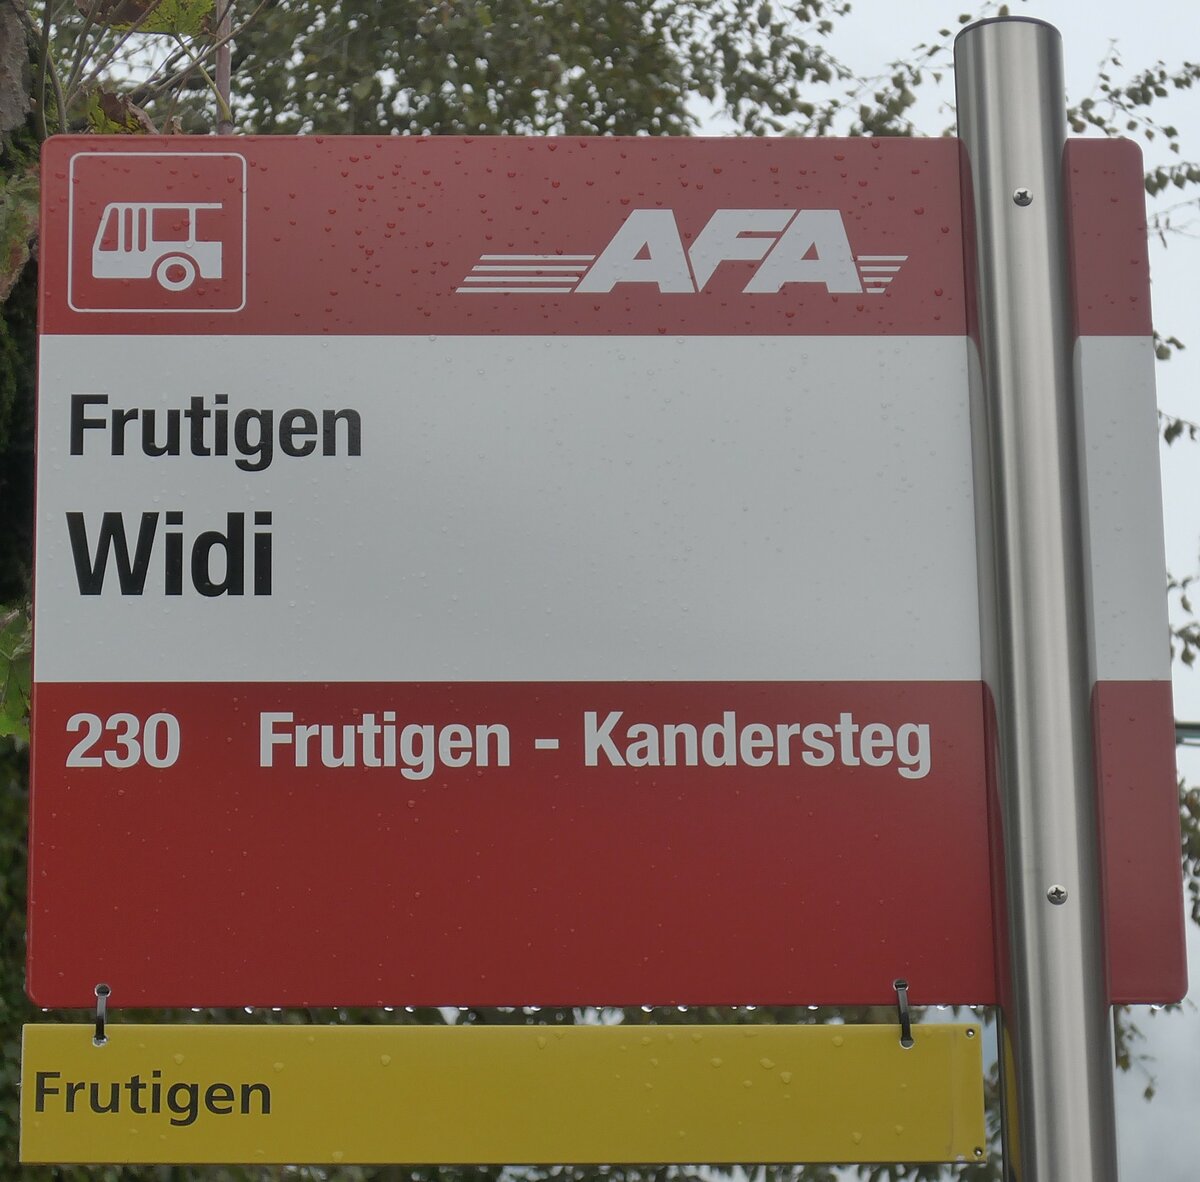 AFA
Frutigen
Widi
230 Frutigen - Kandersteg
Frutigen